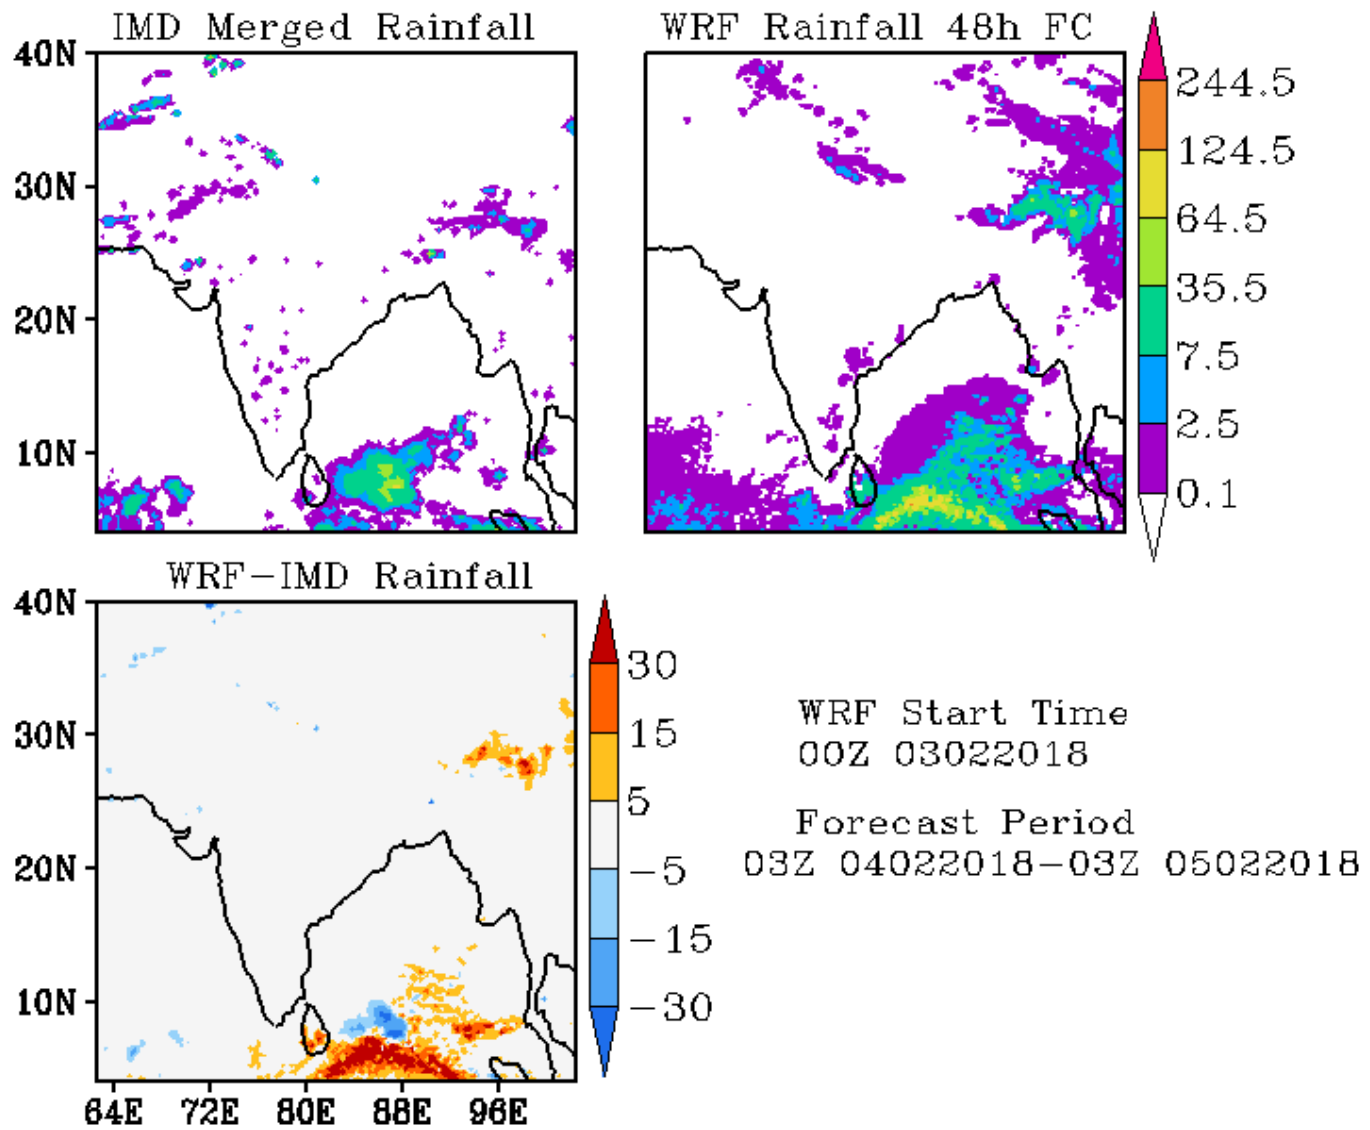 IMD Merged Rainfall
WRF Rainfall 48h FC
40N
30N
20N
10N
244.5
124.5
64.5
35.5
7.5
2.5
0.1
WRF-IMD Rainfall
40N
30N
20N
10N
64E 72E 80E 88E 96E
30
15
5
-5
-15
-30
WRF Start Time
00Z 03022018
Forecast Period
03Z 04022018-03Z 05022018